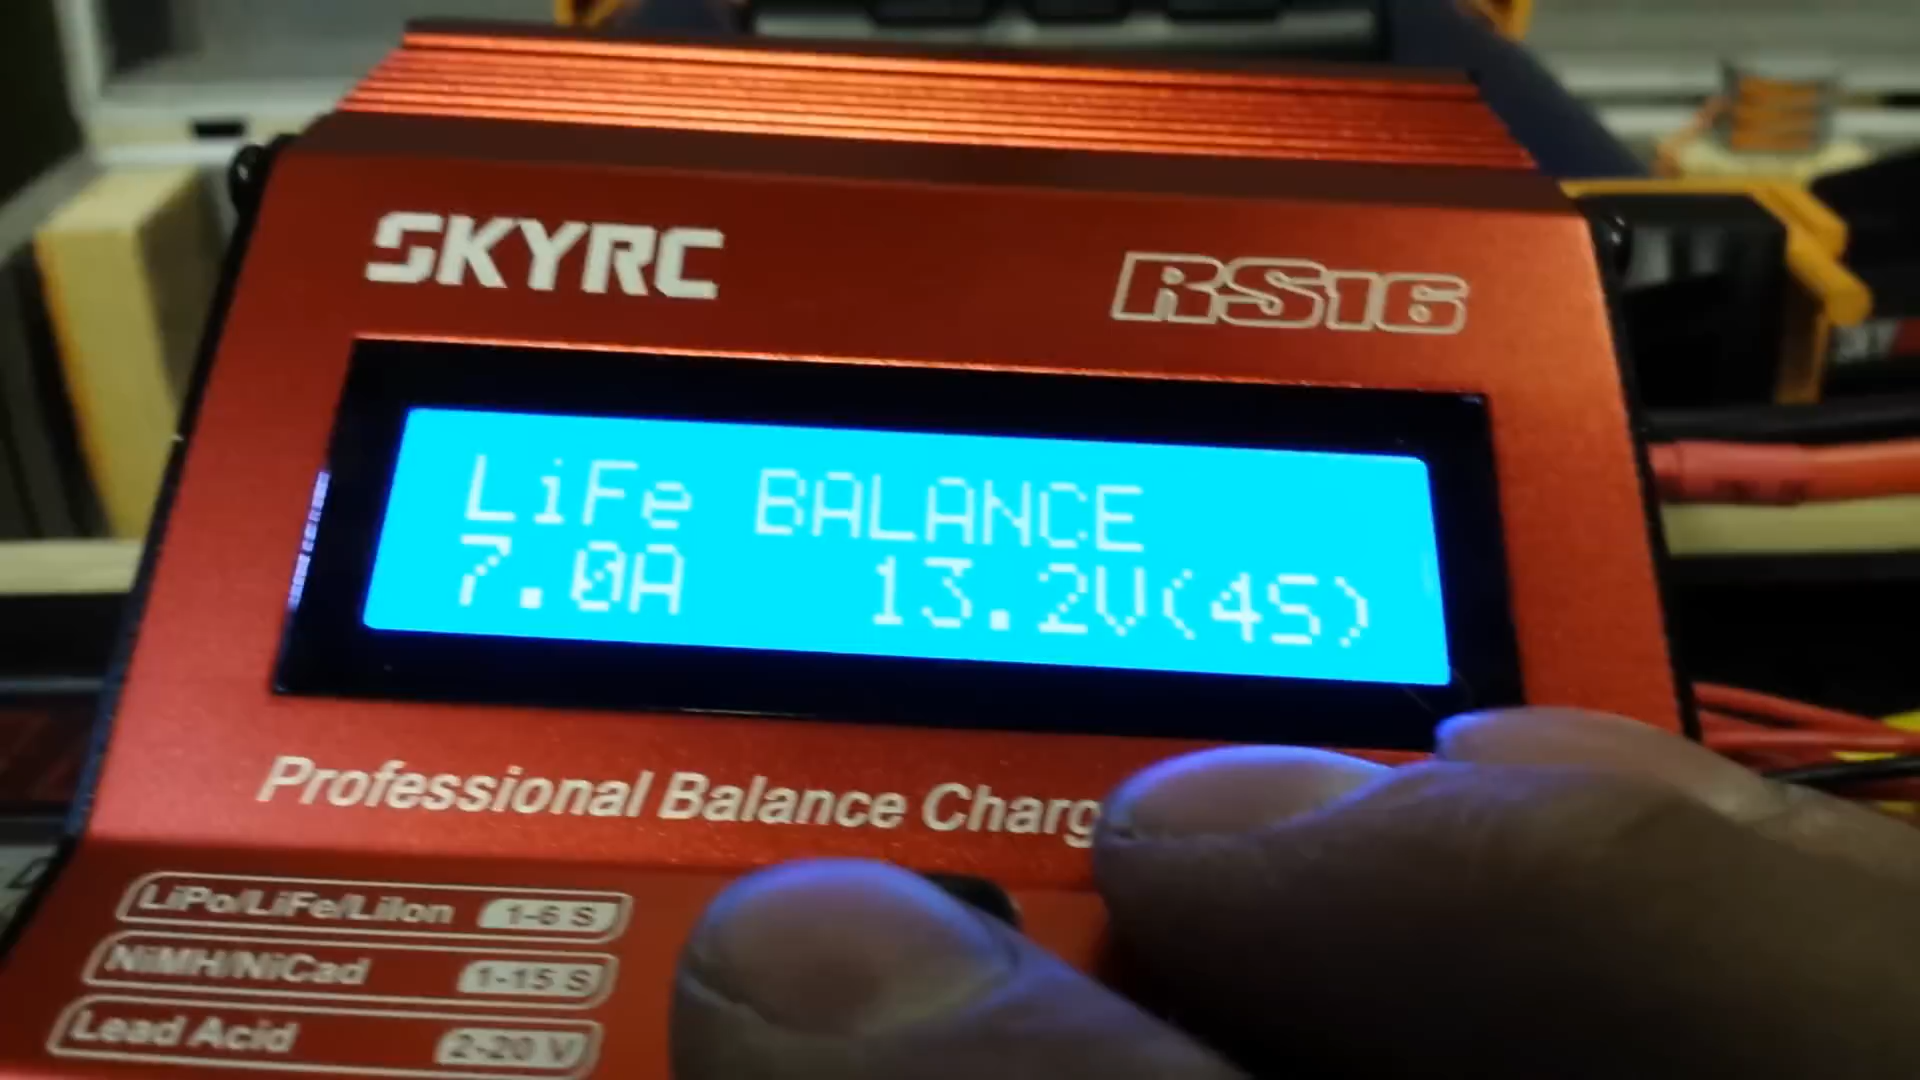 SKYRC
RS16
LiFe BALANCE
7.0A 13.2V(4S)
Professional Balance Charg
LiPo/LiFe/LiIon 1-6 S
NiMH/NiCad 1-15 S
Lead Acid 2-20 V
SKY